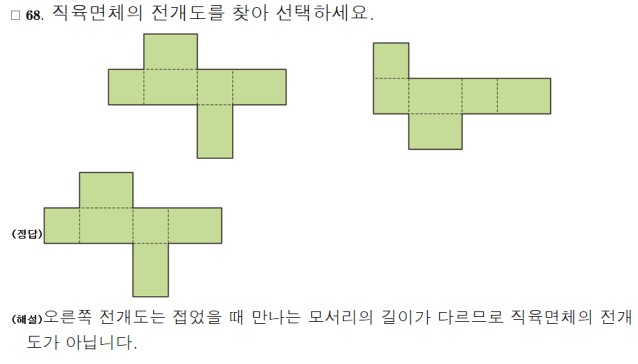 □ 68. 직육면체의 전개도를 찾아 선택하세요.
(정답)
(해설)오른쪽 전개도는 접었을 때 만나는 모서리의 길이가 다르므로 직육면체의 전개
도가 아닙니다.